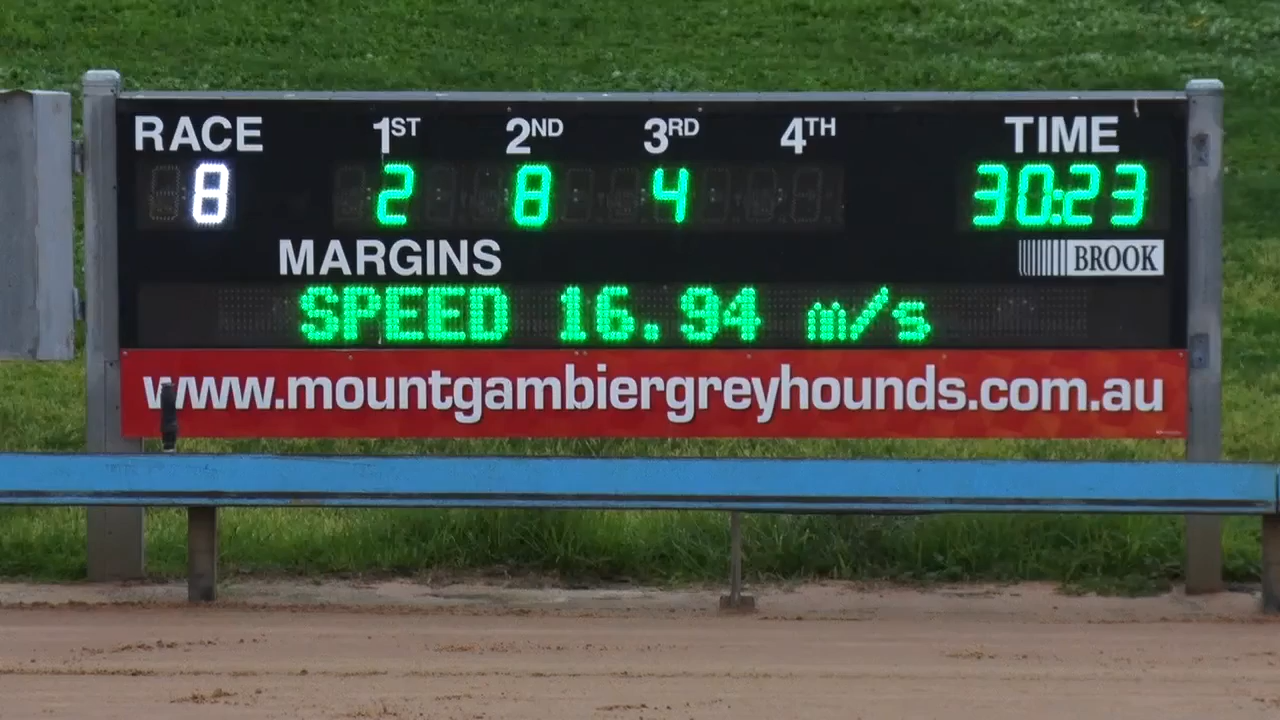 RACE 1ST 2ND 3RD 4TH TIME
8 2 8 4 30:23
MARGINS BROOK
SPEED 16.94 m/s
www.mountgambiergreyhounds.com.au